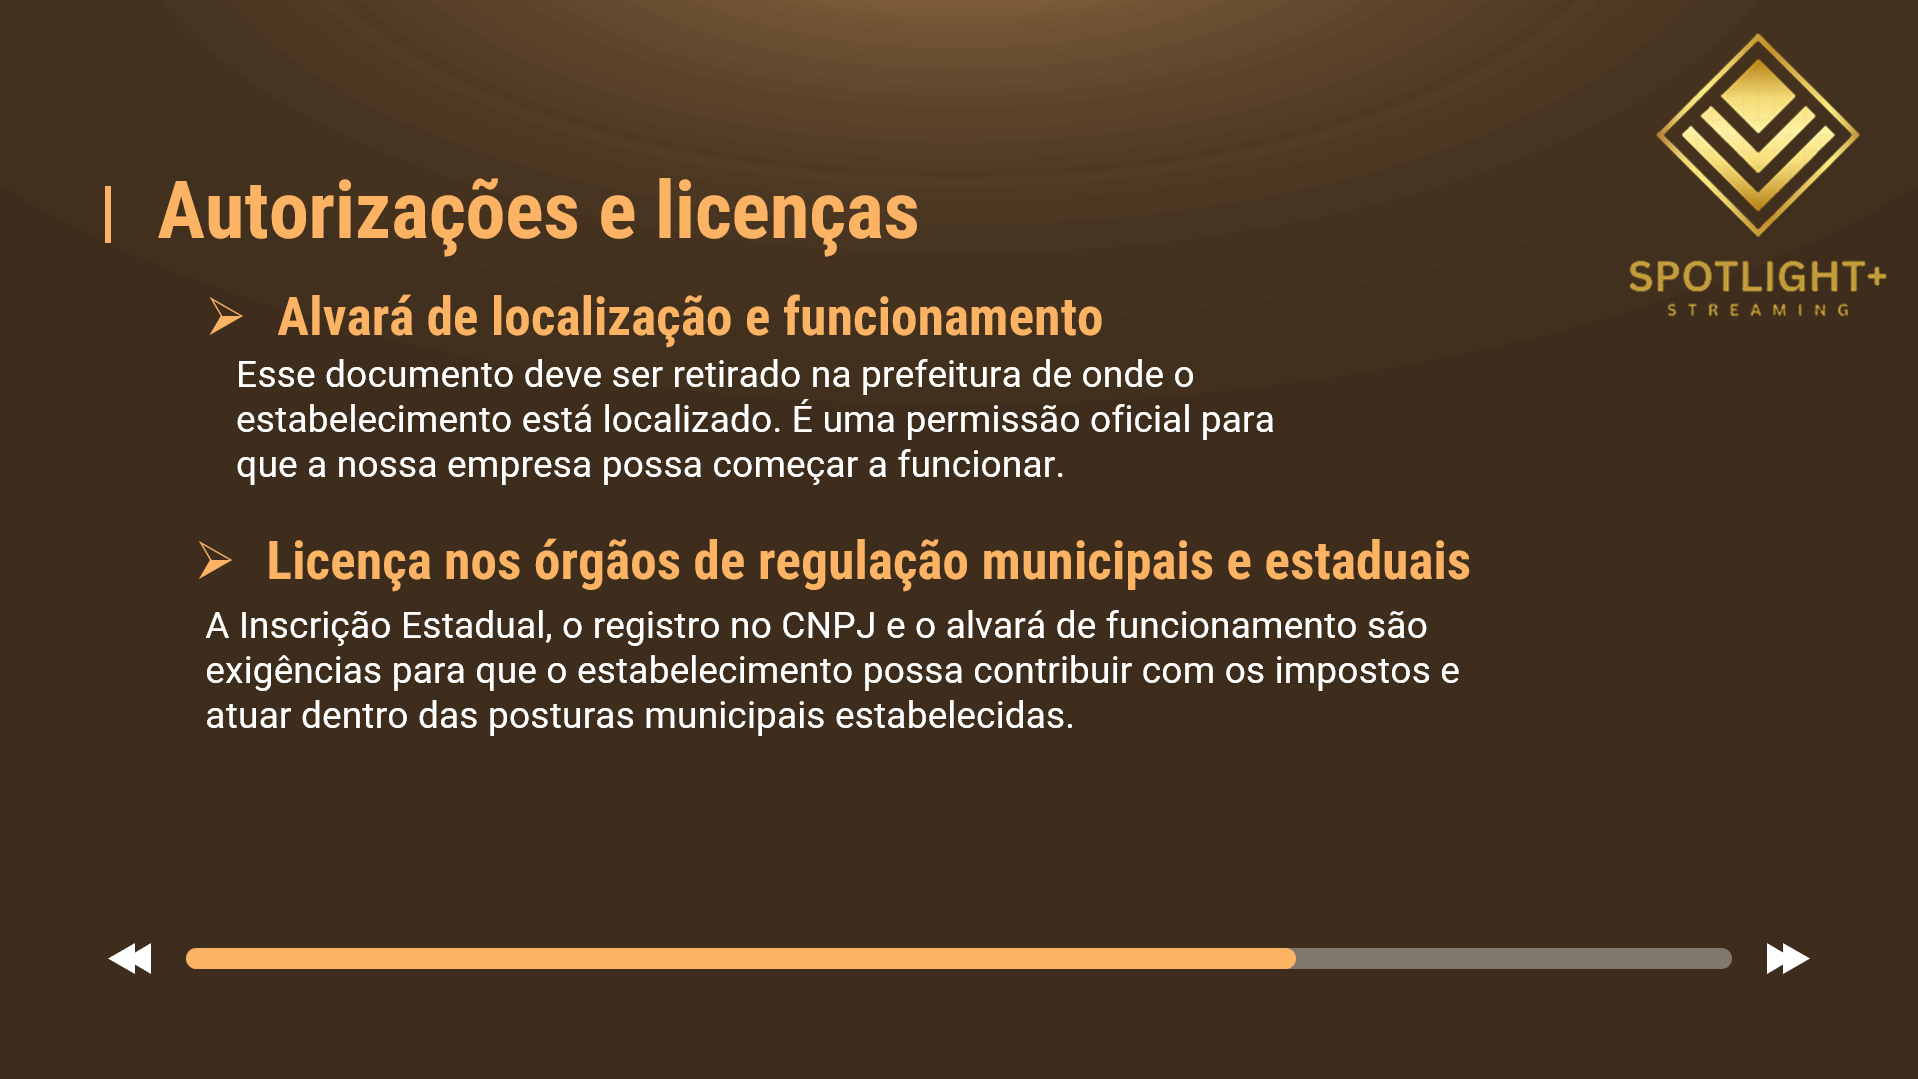 SPOTLIGHT+
STREAMING
Autorizações e licenças
Alvará de localização e funcionamento
Esse documento deve ser retirado na prefeitura de onde o
estabelecimento está localizado. É uma permissão oficial para
que a nossa empresa possa começar a funcionar.
Licença nos órgãos de regulação municipais e estaduais
A Inscrição Estadual, o registro no CNPJ e o alvará de funcionamento são
exigências para que o estabelecimento possa contribuir com os impostos e
atuar dentro das posturas municipais estabelecidas.